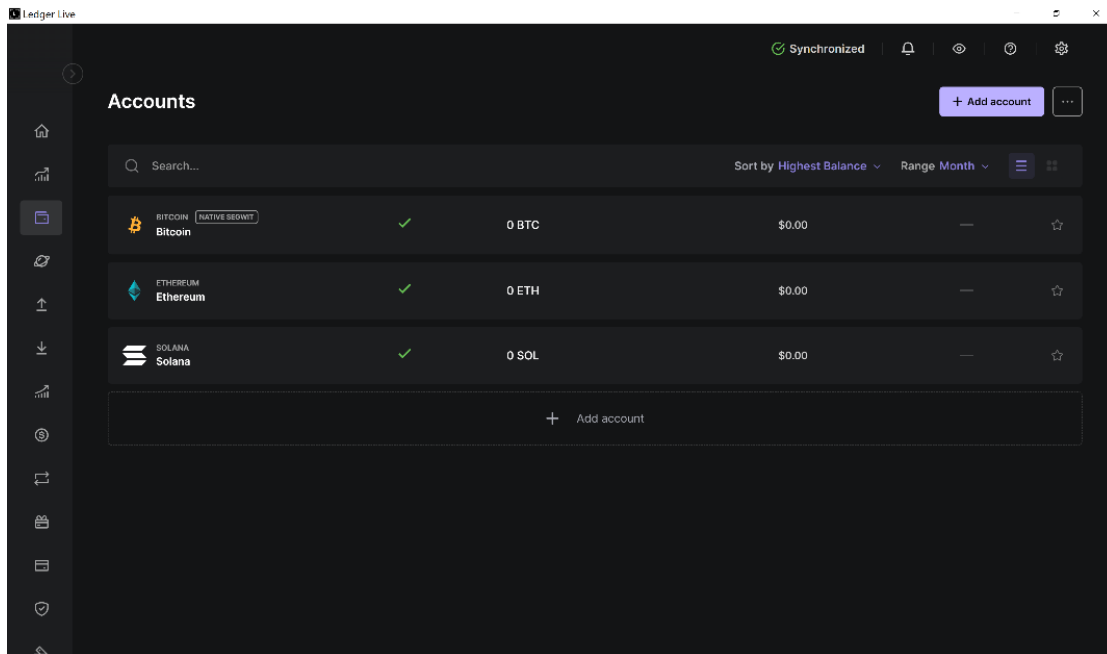 Ledger Live
Synchronized
Accounts
+ Add account
Search...
Sort by Highest Balance
Range Month
BITCOIN NATIVE SEGWIT
Bitcoin
0 BTC
$0.00
ETHEREUM
Ethereum
0 ETH
$0.00
SOLANA
Solana
0 SOL
$0.00
+ Add account